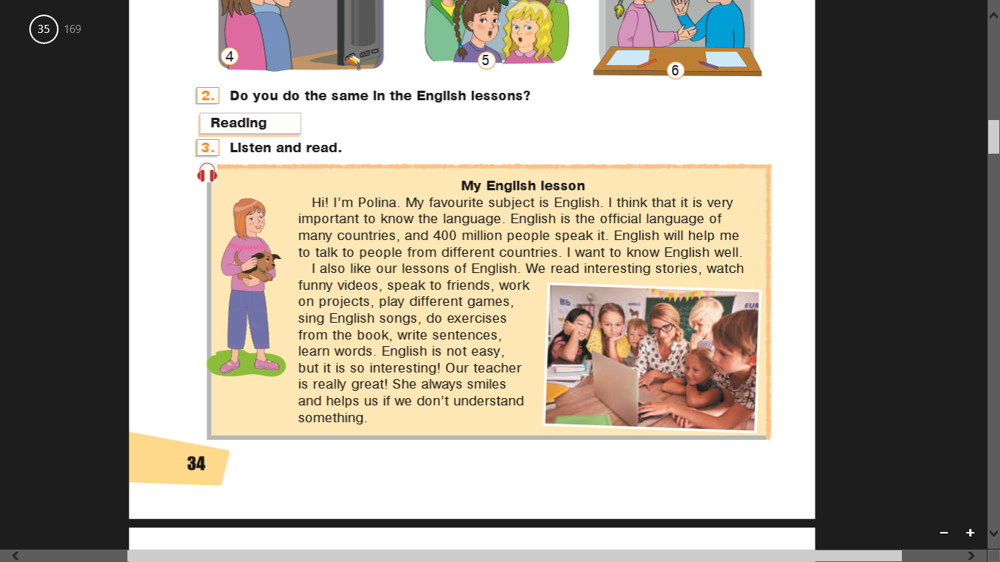 35 169
4
5
6
2. Do you do the same in the English lessons?
Reading
3. Listen and read.
My English lesson
Hi! I'm Polina. My favourite subject is English. I think that it is very
important to know the language. English is the official language of
many countries, and 400 million people speak it. English will help me
to talk to people from different countries. I want to know English well.
I also like our lessons of English. We read interesting stories, watch
funny videos, speak to friends, work
on projects, play different games,
sing English songs, do exercises
from the book, write sentences,
learn words. English is not easy,
but it is so interesting! Our teacher
is really great! She always smiles
and helps us if we don't understand
something.
Bb
EUR
34